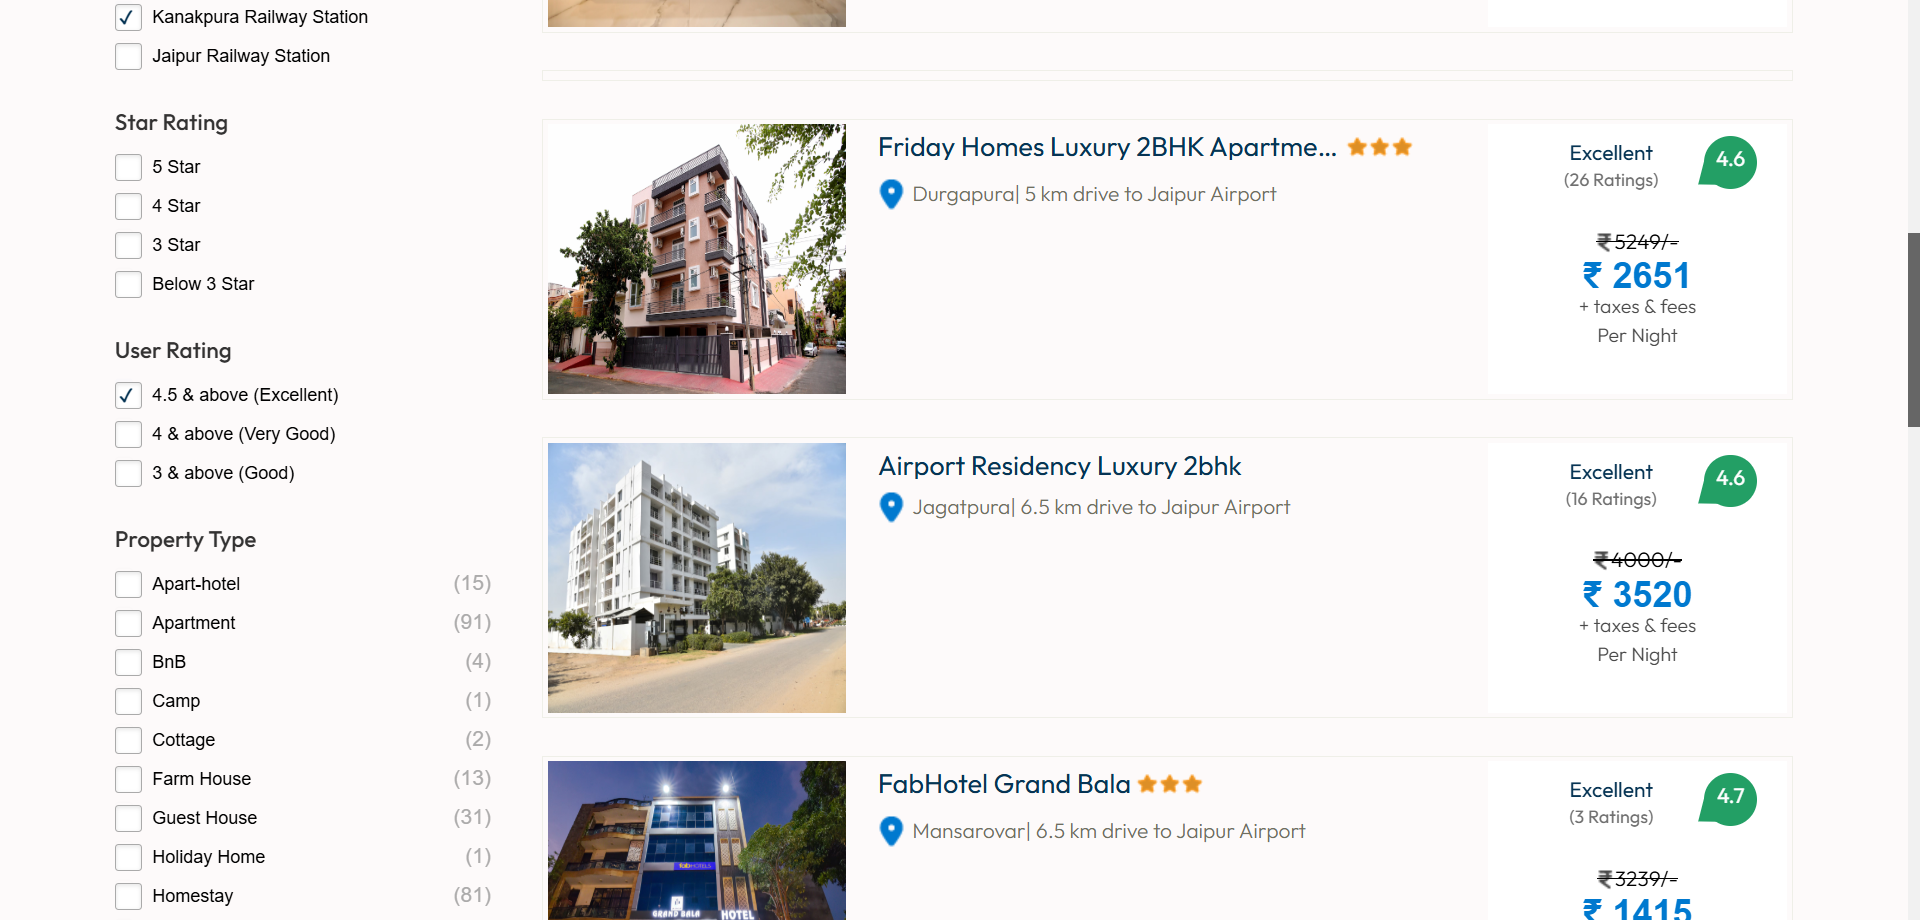 Kanakpura Railway Station
Jaipur Railway Station
Star Rating
5 Star
4 Star
3 Star
Below 3 Star
User Rating
4.5 & above (Excellent)
4 & above (Very Good)
3 & above (Good)
Property Type
Apart-hotel (15)
Apartment (91)
BnB (4)
Camp (1)
Cottage (2)
Farm House (13)
Guest House (31)
Holiday Home (1)
Homestay (81)
Friday Homes Luxury 2BHK Apartme...
Durgapura| 5 km drive to Jaipur Airport
Excellent
(26 Ratings)
4.6
₹5249/-
₹ 2651
+ taxes & fees
Per Night
Airport Residency Luxury 2bhk
Jagatpura| 6.5 km drive to Jaipur Airport
Excellent
(16 Ratings)
4.6
₹4000/-
₹ 3520
+ taxes & fees
Per Night
fabHOTELS
GRAND BALA HOTEL
FabHotel Grand Bala
Mansarovar| 6.5 km drive to Jaipur Airport
Excellent
(3 Ratings)
4.7
₹3239/-
₹ 1415